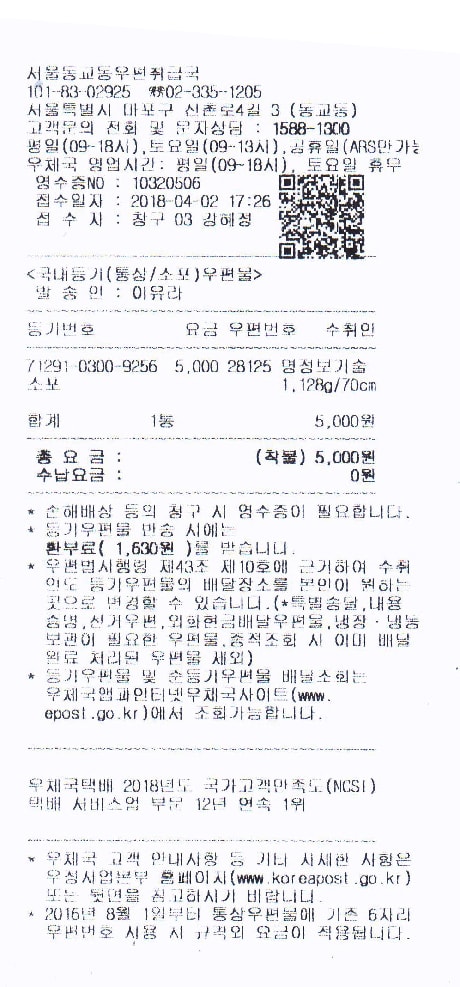 서울동교동우편취급국
101-83-02925 ,☎02-335-1205
서울특별시 마포구 신촌로4길 3 (동교동)
고객문의 전화 및 문자상담 : 1588-1300
평일(09~18시),토요일(09~13시),공휴일(ARS만가능
우체국 영업시간: 평일(09~18시), 토요일 휴무
영수증NO : 10320506
접수일자 : 2018-04-02 17:26
접 수 자 : 창구 03 강혜성
<국내등기(통상/소포)우편물>
발 송 인 : 이유라
등기번호 요금 우편번호 수취인
71291-0300-9256 5,000 28125 명정보기술
소포 1,128g/70cm
합계 1통 5,000원
총 요 금 : (착불) 5,000원
수납요금 : 0원
* 손해배상 등의 청구 시 영수증이 필요합니다.
* 등기우편물 반송 시에는
환부료( 1,630원 )를 받습니다.
* 우편법시행령 제43조 제10호에 근거하여 수취
인도 등기우편물의 배달장소를 본인이 원하는
곳으로 변경할 수 있습니다.(*특별송달,내용
증명,선거우편,외화현금배달우편물,냉장·냉동
보관이 필요한 우편물,종적조회 시 이미 배달
완료 처리된 우편물 제외)
* 등기우편물 및 준등기우편물 배달조회는
우체국앱과인터넷우체국사이트(www.
epost.go.kr)에서 조회가능합니다.
우체국택배 2018년도 국가고객만족도(NCSI)
택배 서비스업 부문 12년 연속 1위
* 우체국 고객 안내사항 등 기타 자세한 사항은
우정사업본부 홈페이지(www.koreapost.go.kr)
또는 뒷면을 참고하시기 바랍니다.
* 2016년 8월 1일부터 통상우편물에 기존 6자리
우편번호 사용 시 규격외 요금이 적용됩니다.